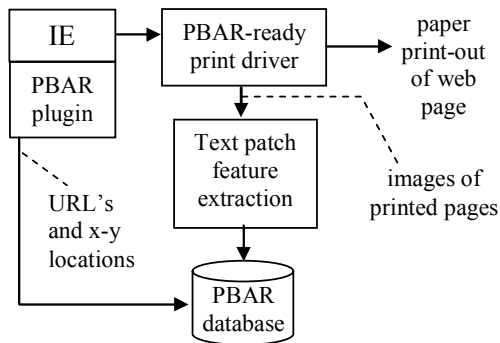 IE
PBAR
plugin
PBAR-ready
print driver
paper
print-out
of web
page
Text patch
feature
extraction
images of
printed pages
URL’s
and x-y
locations
PBAR
database